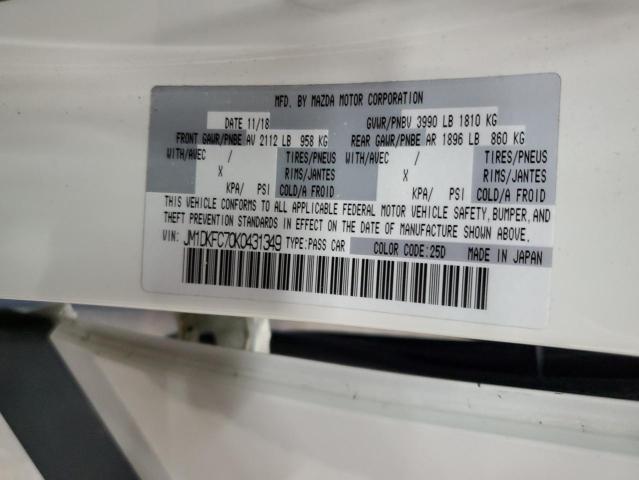 MFD. BY MAZDA MOTOR CORPORATION
DATE 11/18 GVWR/PNBV 3990 LB 1810 KG
FRONT GAWR/PNBE AV 2112 LB 958 KG REAR GAWR/PNBE AR 1896 LB 860 KG
WITH/AVEC / TIRES/PNEUS WITH/AVEC / TIRES/PNEUS
X RIMS/JANTES X RIMS/JANTES
KPA/ PSI COLD/A FROID KPA/ PSI COLD/A FROID
THIS VEHICLE CONFORMS TO ALL APPLICABLE FEDERAL MOTOR VEHICLE SAFETY, BUMPER, AND
THEFT PREVENTION STANDARDS IN EFFECT ON THE DATE OF MANUFACTURE SHOWN ABOVE.
VIN: JM1DKFC70K0431349 TYPE:PASS CAR COLOR CODE:25D MADE IN JAPAN